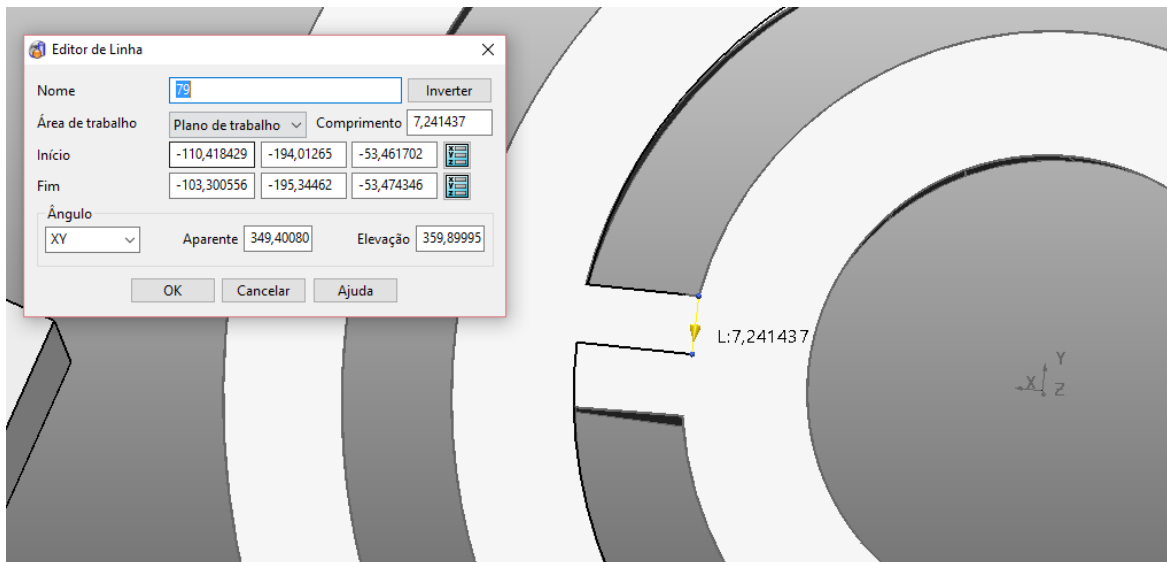 Editor de Linha
Nome 79 Inverter
Área de trabalho Plano de trabalho Comprimento 7,241437
Início -110,418429 -194,01265 -53,461702
Fim -103,300556 -195,34462 -53,474346
Ângulo
XY Aparente 349,40080 Elevação 359,89995
OK Cancelar Ajuda
L:7,241437
Y
X Z